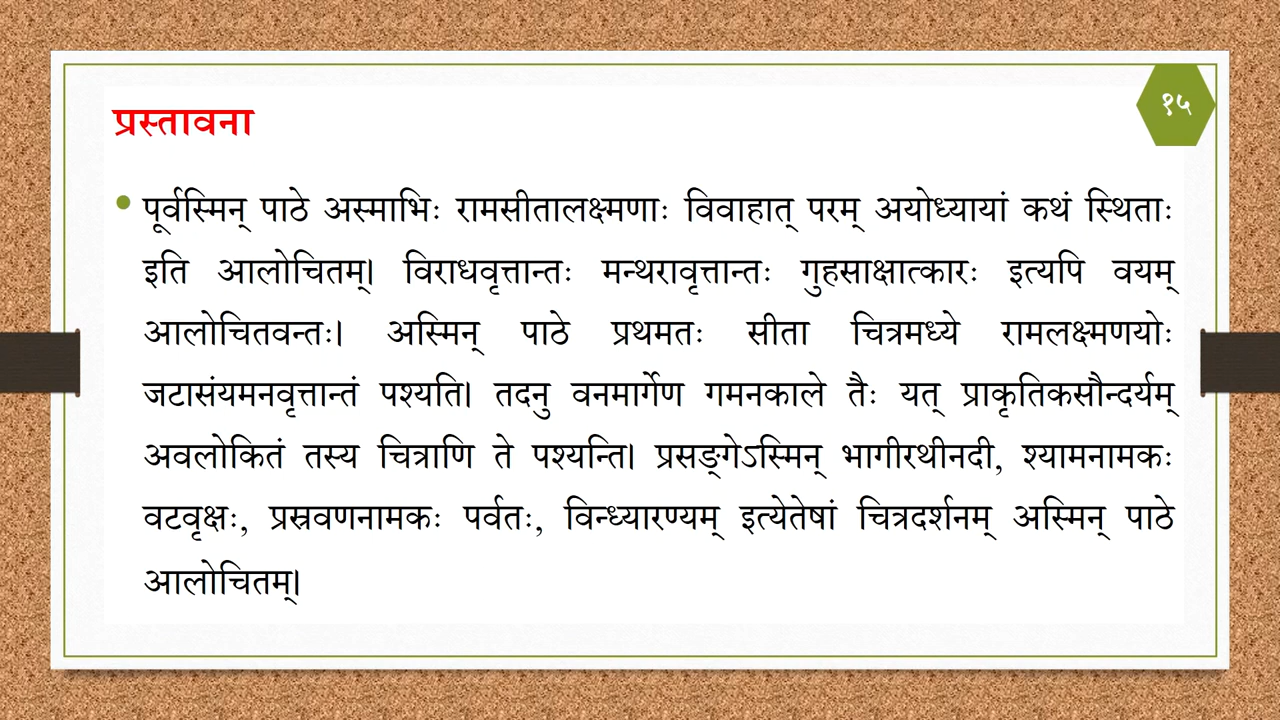 १५
प्रस्तावना
• पूर्वस्मिन् पाठे अस्माभिः रामसीतालक्ष्मणाः विवाहात् परम् अयोध्यायां कथं स्थिताः
इति आलोचितम्। विराधवृत्तान्तः मन्थरावृत्तान्तः गुहसाक्षात्कारः इत्यपि वयम्
आलोचितवन्तः। अस्मिन् पाठे प्रथमतः सीता चित्रमध्ये रामलक्ष्मणयोः
जटासंयमनवृत्तान्तं पश्यति। तदनु वनमार्गेण गमनकाले तैः यत् प्राकृतिकसौन्दर्यम्
अवलोकितं तस्य चित्राणि ते पश्यन्ति। प्रसङ्गेऽस्मिन् भागीरथीनदी, श्यामनामकः
वटवृक्षः, प्रस्रवणनामकः पर्वतः, विन्ध्यारण्यम् इत्येतेषां चित्रदर्शनम् अस्मिन् पाठे
आलोचितम्।